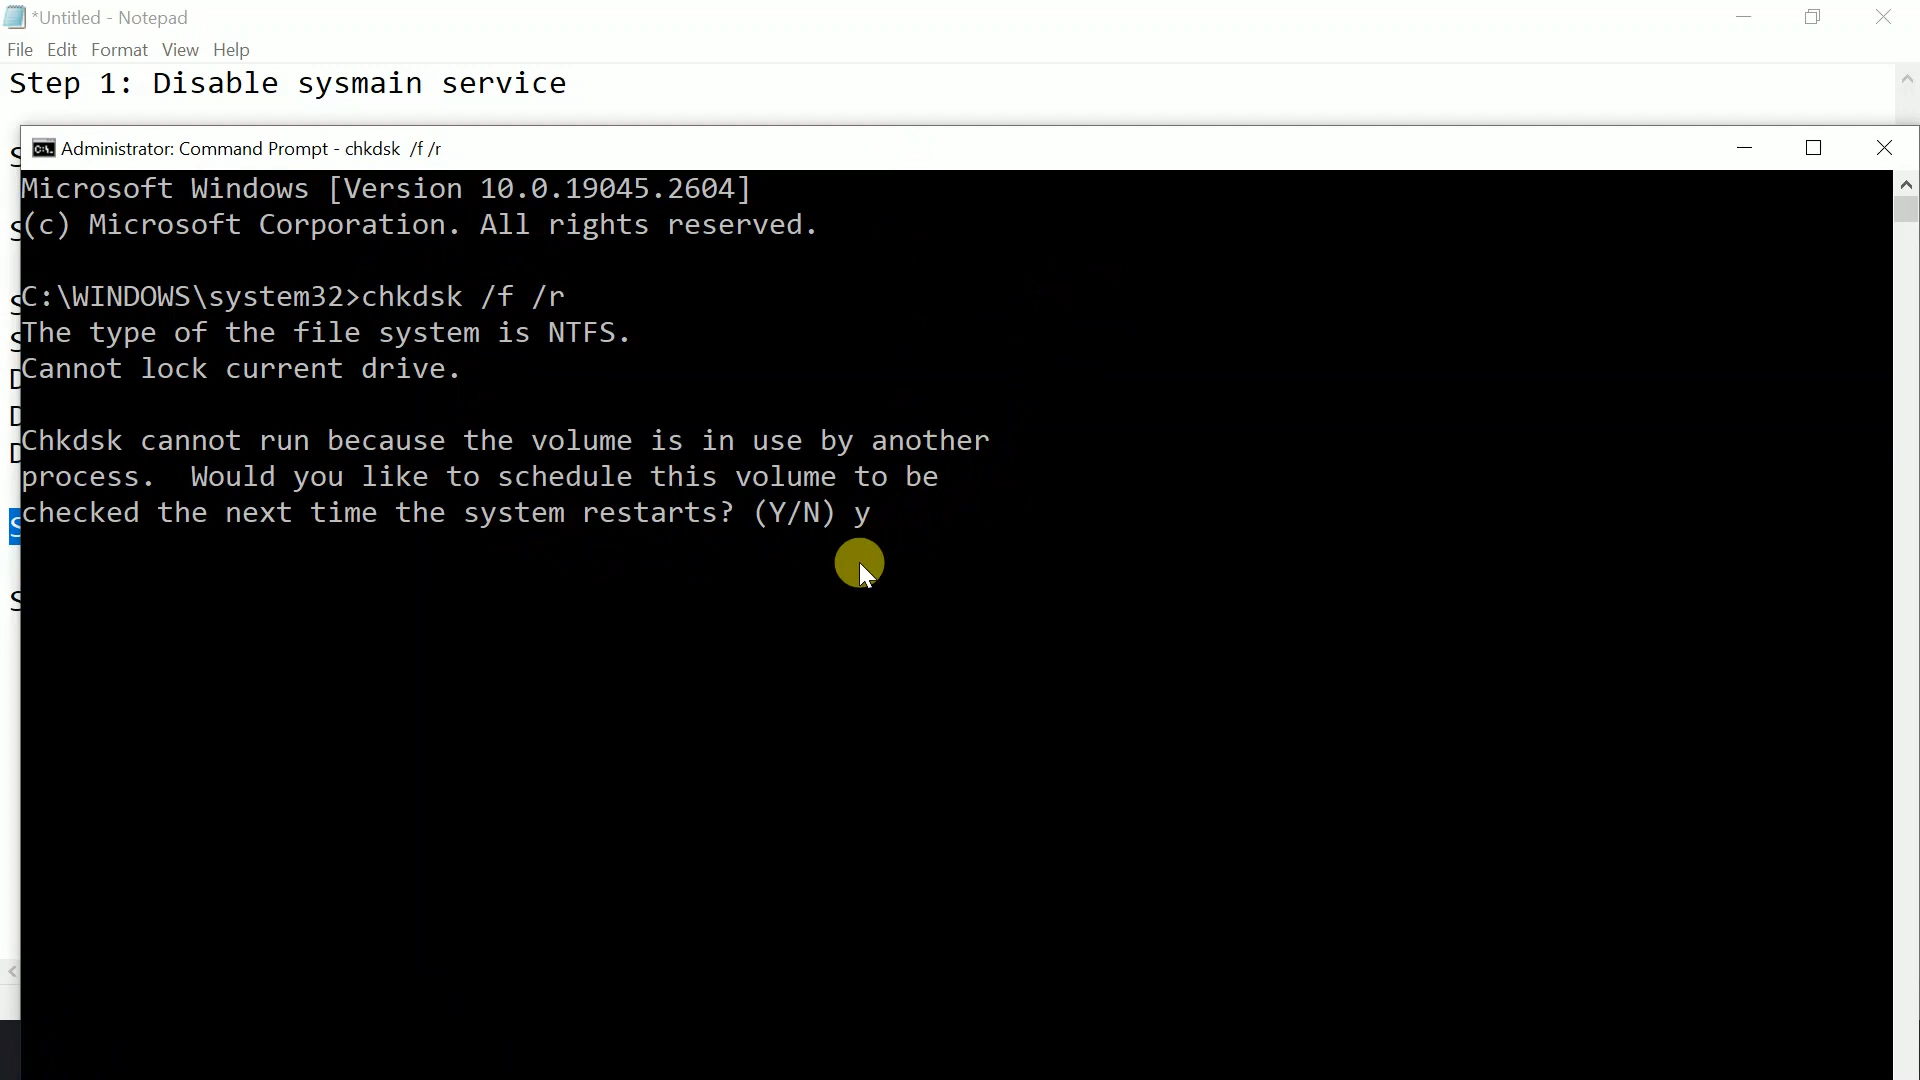 *Untitled - Notepad
File Edit Format View Help
Step 1: Disable sysmain service
Administrator: Command Prompt - chkdsk  /f /r
Microsoft Windows [Version 10.0.19045.2604]
(c) Microsoft Corporation. All rights reserved.
C:\WINDOWS\system32>chkdsk /f /r
The type of the file system is NTFS.
Cannot lock current drive.
Chkdsk cannot run because the volume is in use by another
process.  Would you like to schedule this volume to be
checked the next time the system restarts? (Y/N) y